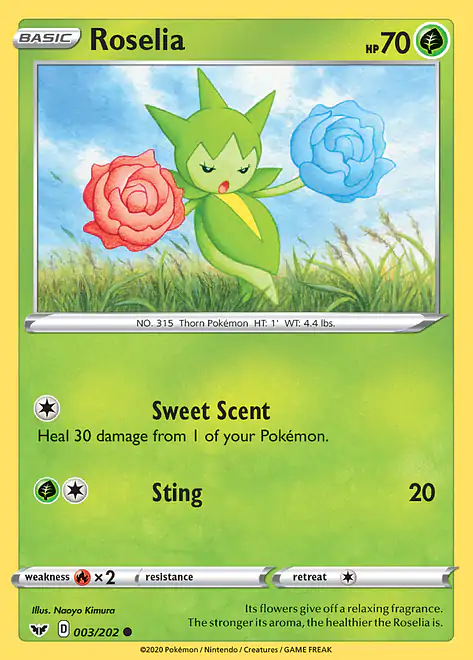 BASIC Roselia HP 70
NO. 315 Thorn Pokémon HT: 1' WT: 4.4 lbs.
Sweet Scent
Heal 30 damage from 1 of your Pokémon.
Sting 20
weakness ×2 resistance retreat
Illus. Naoyo Kimura
Its flowers give off a relaxing fragrance.
The stronger its aroma, the healthier the Roselia is.
D 003/202
©2020 Pokémon / Nintendo / Creatures / GAME FREAK